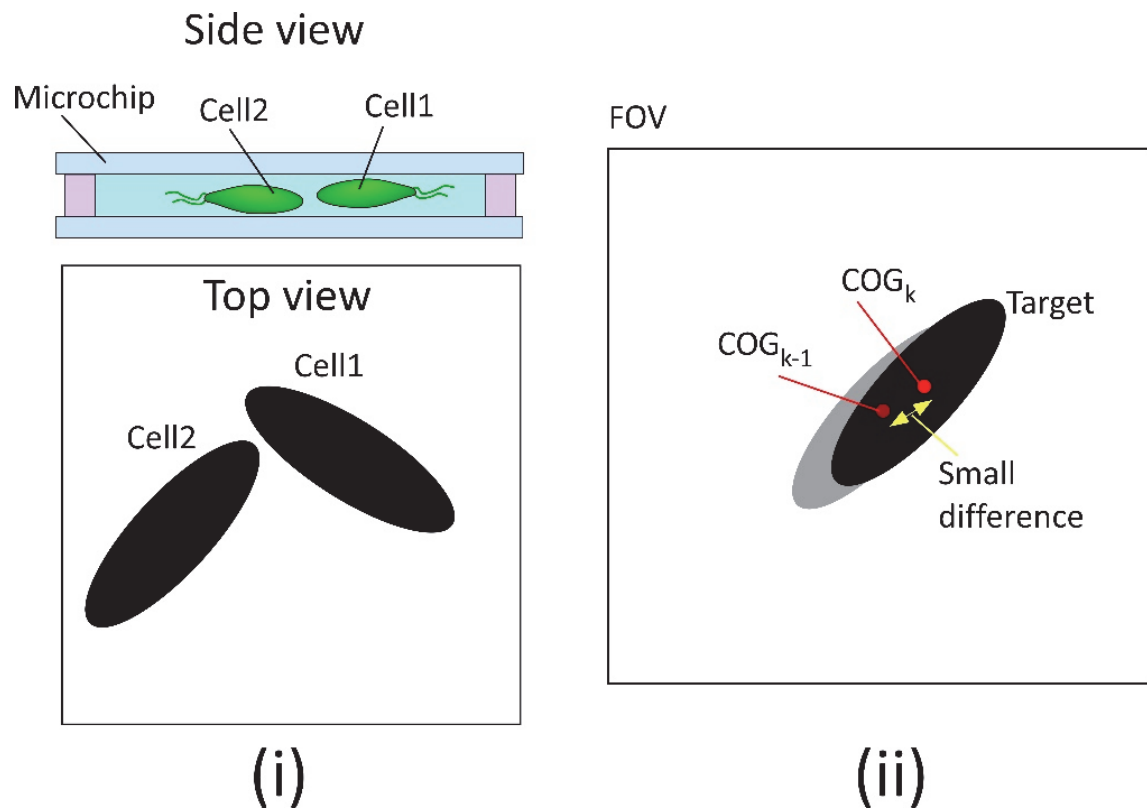 Side view
Microchip
Cell2
Cell1
Top view
Cell1
Cell2
(i)
FOV
COGk
Target
COGk-1
Small
difference
(ii)